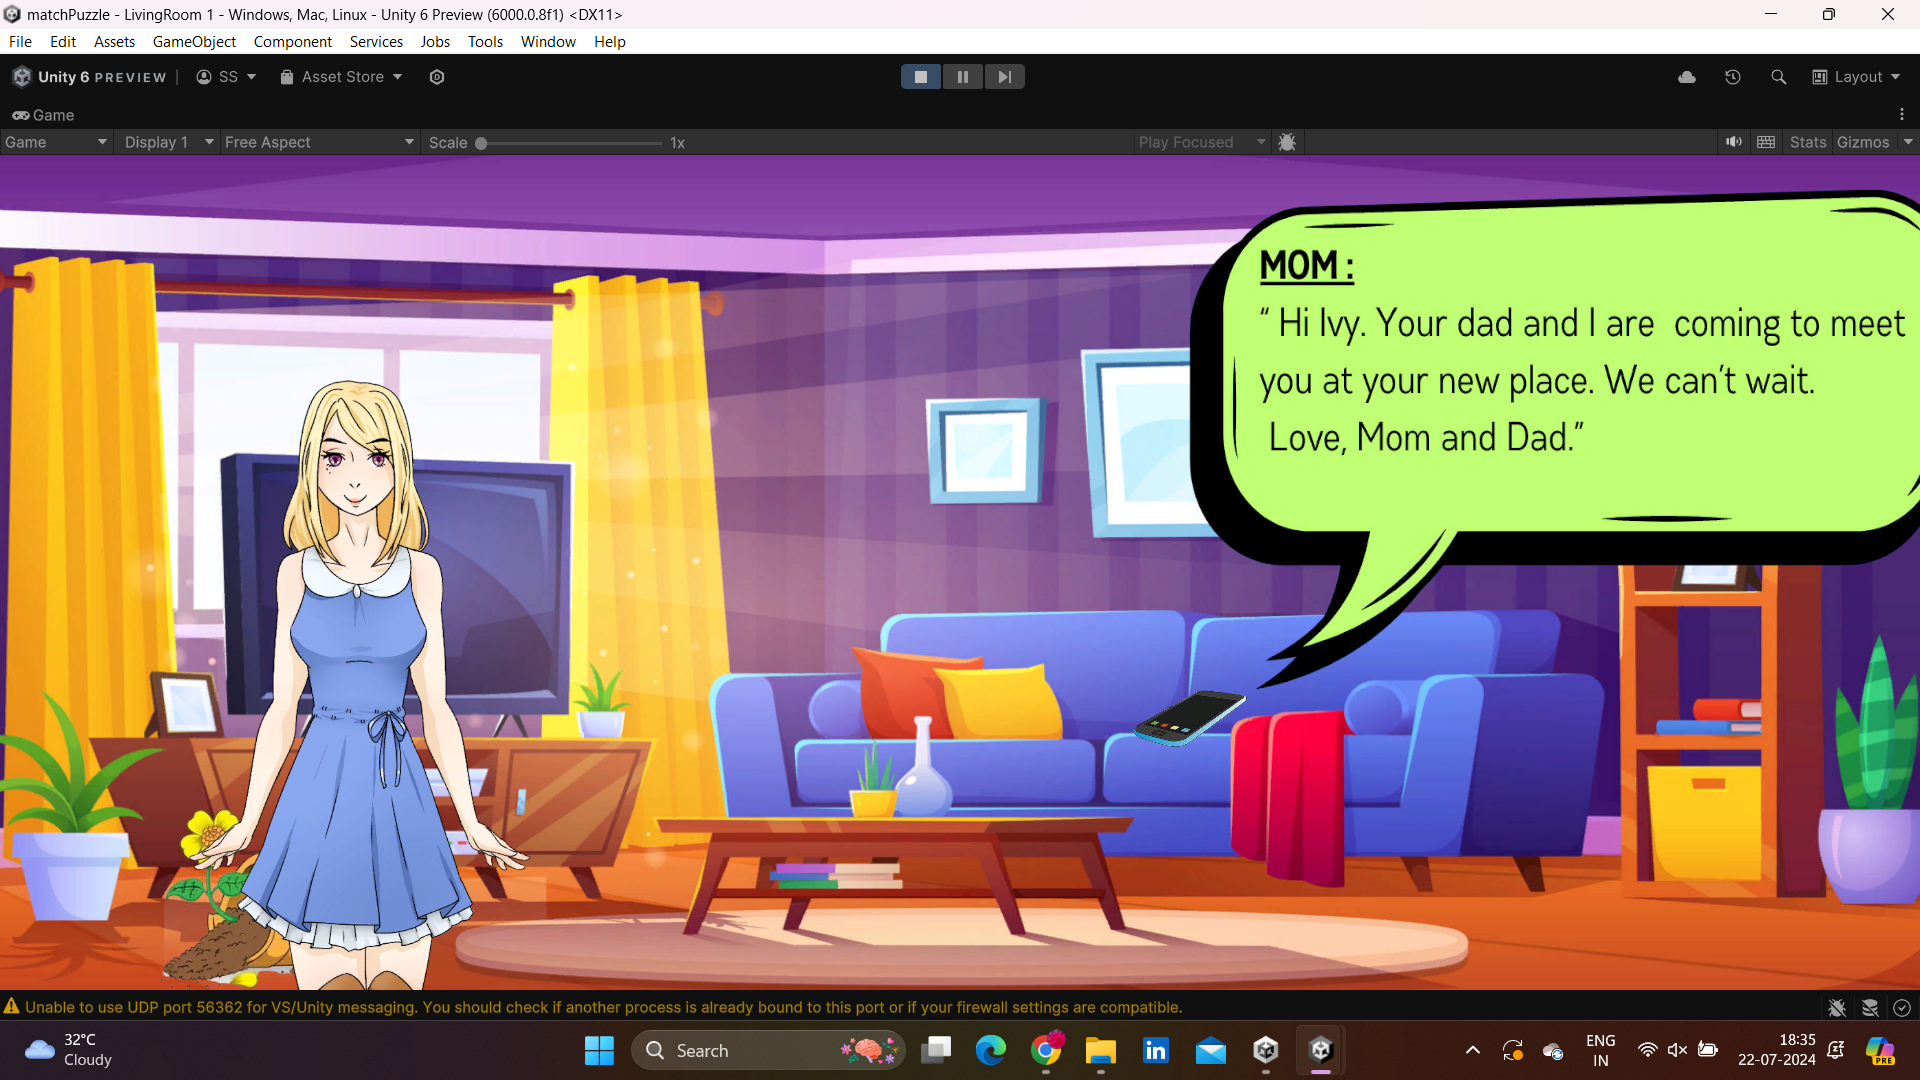 matchPuzzle - LivingRoom 1 - Windows, Mac, Linux - Unity 6 Preview (6000.0.8f1) <DX11>
File Edit Assets GameObject Component Services Jobs Tools Window Help
Unity 6 PREVIEW SS Asset Store Layout
Game
Game Display 1 Free Aspect Scale 1x Play Focused Stats Gizmos
MOM :
“ Hi Ivy. Your dad and I are coming to meet
you at your new place. We can’t wait.
Love, Mom and Dad.”
Unable to use UDP port 56362 for VS/Unity messaging. You should check if another process is already bound to this port or if your firewall settings are compatible.
32°C
Cloudy
Search
ENG
IN
18:35
22-07-2024
PRE